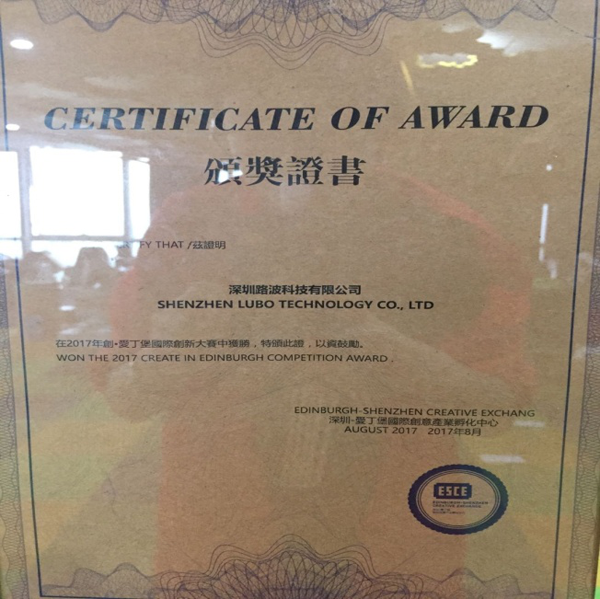 CERTIFICATE OF AWARD
頒獎證書
FY THAT /茲證明
深圳路波科技有限公司
SHENZHEN LUBO TECHNOLOGY CO., LTD
在2017年創•愛丁堡國際創新大賽中獲勝，特頒此證，以資鼓勵。
WON THE 2017 CREATE IN EDINBURGH COMPETITION AWARD .
EDINBURGH-SHENZHEN CREATIVE EXCHANG
深圳-愛丁堡國際創意產業孵化中心
AUGUST 2017 2017年8月
ESCE
EDINBURGH-SHENZHEN
CREATIVE EXCHANGE